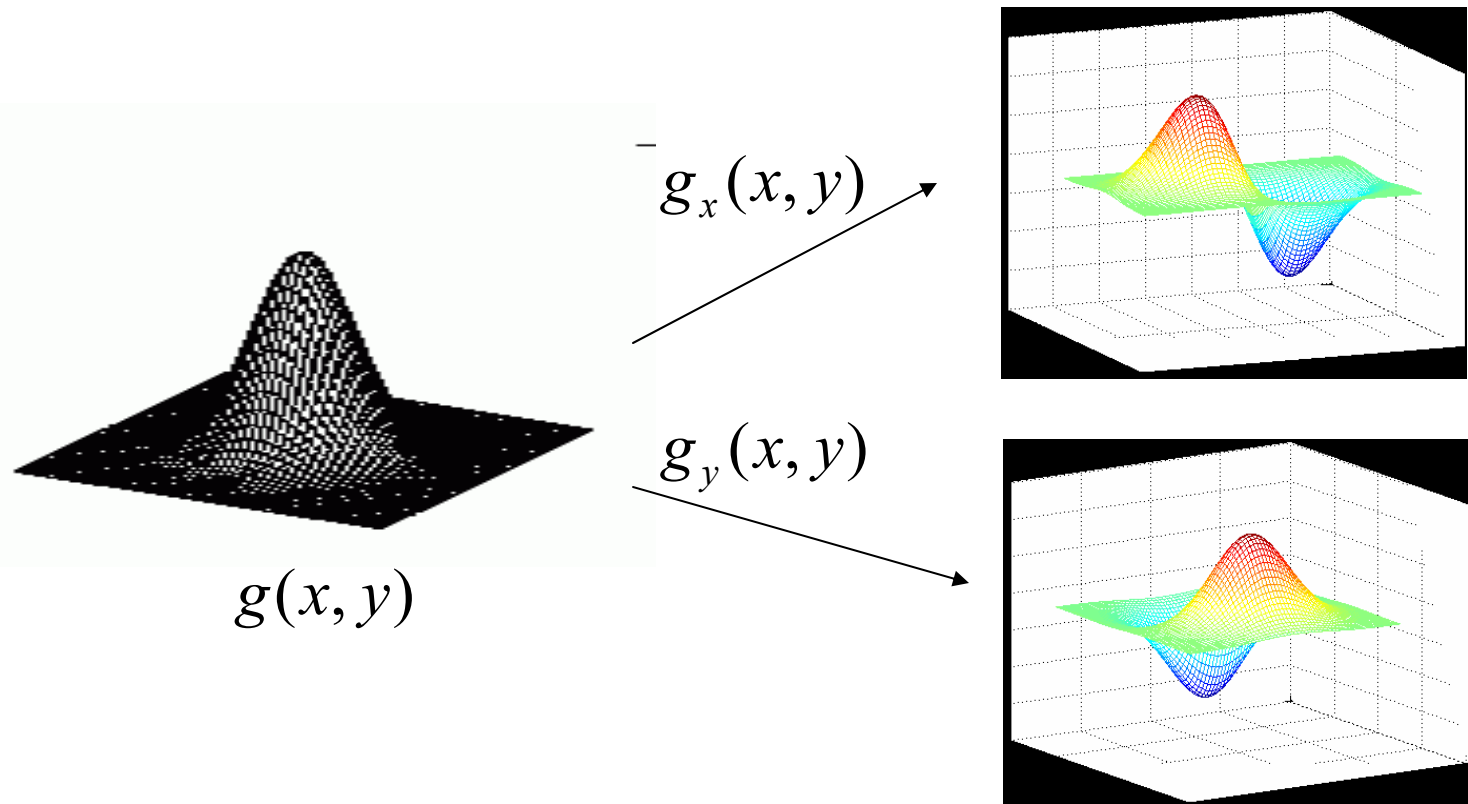 g_x(x, y)
g_y(x, y)
g(x, y)